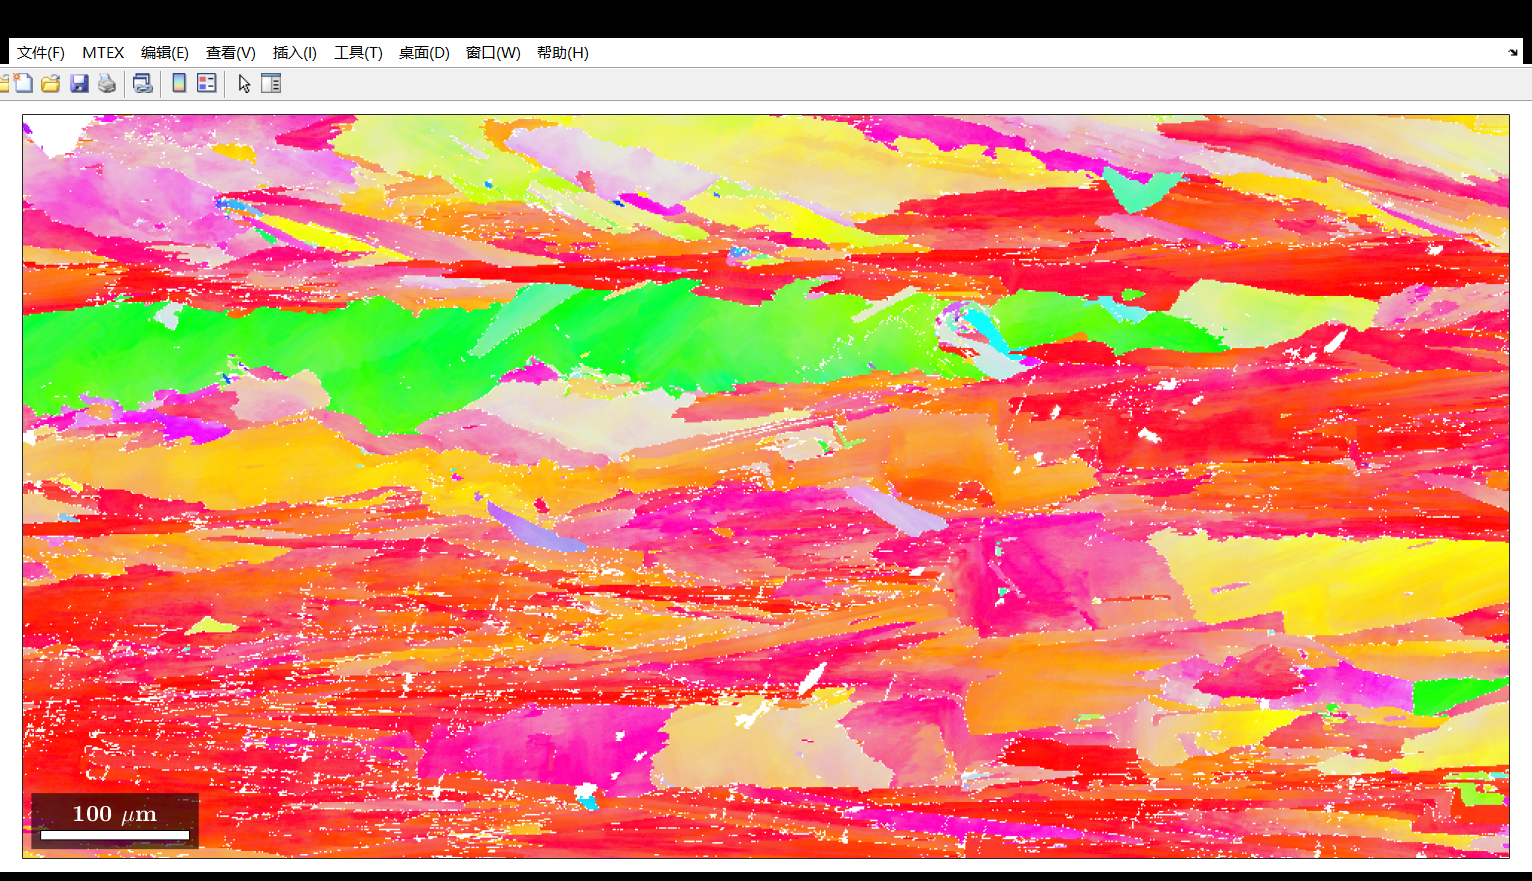 文件(F) MTEX 编辑(E) 查看(V) 插入(I) 工具(T) 桌面(D) 窗口(W) 帮助(H)
100 μm